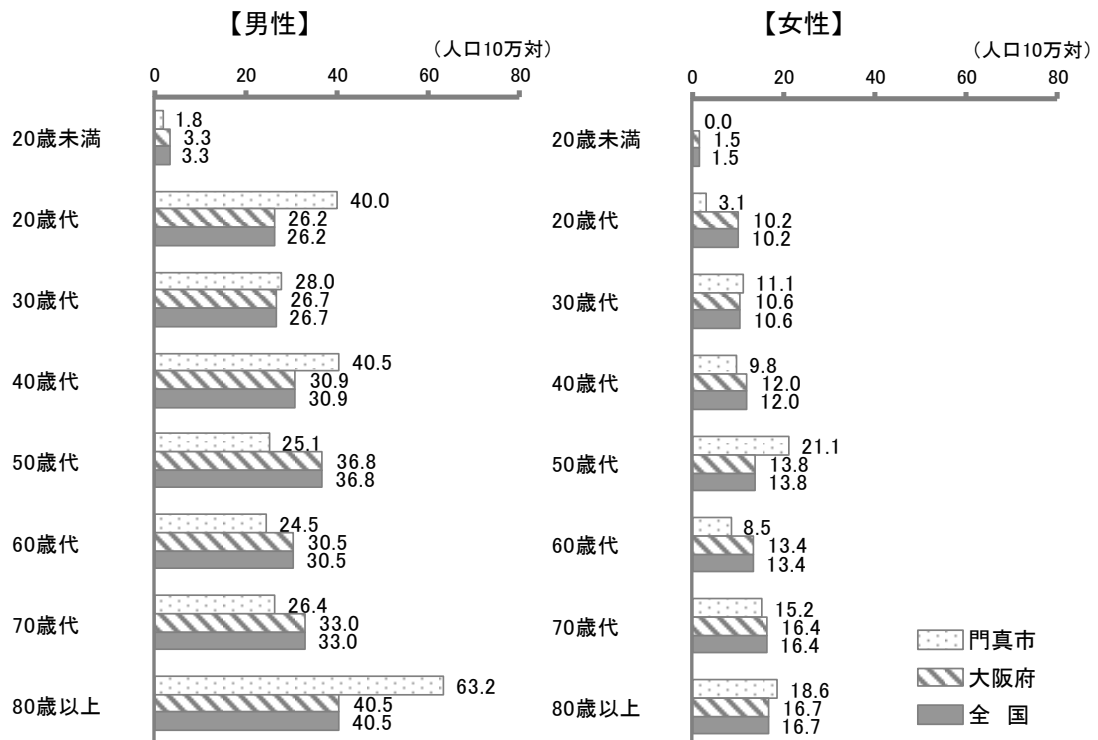 【男性】
（人口10万対）
0 20 40 60 80
20歳未満
1.8
3.3
3.3
20歳代
40.0
26.2
26.2
30歳代
28.0
26.7
26.7
40歳代
40.5
30.9
30.9
50歳代
25.1
36.8
36.8
60歳代
24.5
30.5
30.5
70歳代
26.4
33.0
33.0
80歳以上
63.2
40.5
40.5
【女性】
（人口10万対）
0 20 40 60 80
20歳未満
0.0
1.5
1.5
20歳代
3.1
10.2
10.2
30歳代
11.1
10.6
10.6
40歳代
9.8
12.0
12.0
50歳代
21.1
13.8
13.8
60歳代
8.5
13.4
13.4
70歳代
15.2
16.4
16.4
80歳以上
18.6
16.7
16.7
門真市
大阪府
全 国